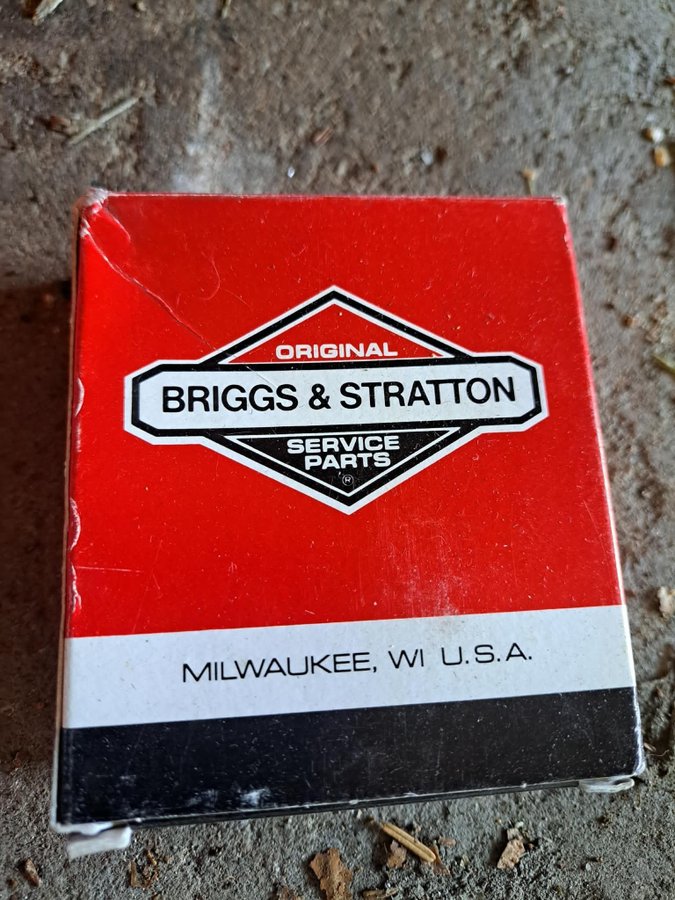 ORIGINAL
BRIGGS & STRATTON
SERVICE
PARTS
®
MILWAUKEE, WI U.S.A.